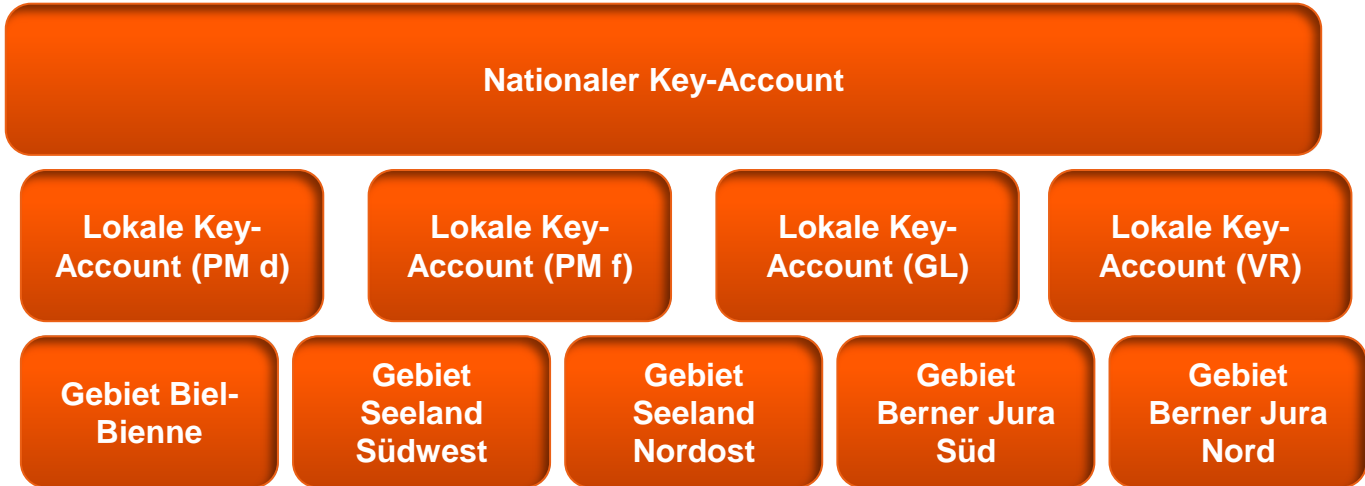 Nationaler Key-Account
Lokale Key-
Account (PM d)
Lokale Key-
Account (PM f)
Lokale Key-
Account (GL)
Lokale Key-
Account (VR)
Gebiet Biel-
Bienne
Gebiet
Seeland
Südwest
Gebiet
Seeland
Nordost
Gebiet
Berner Jura
Süd
Gebiet
Berner Jura
Nord